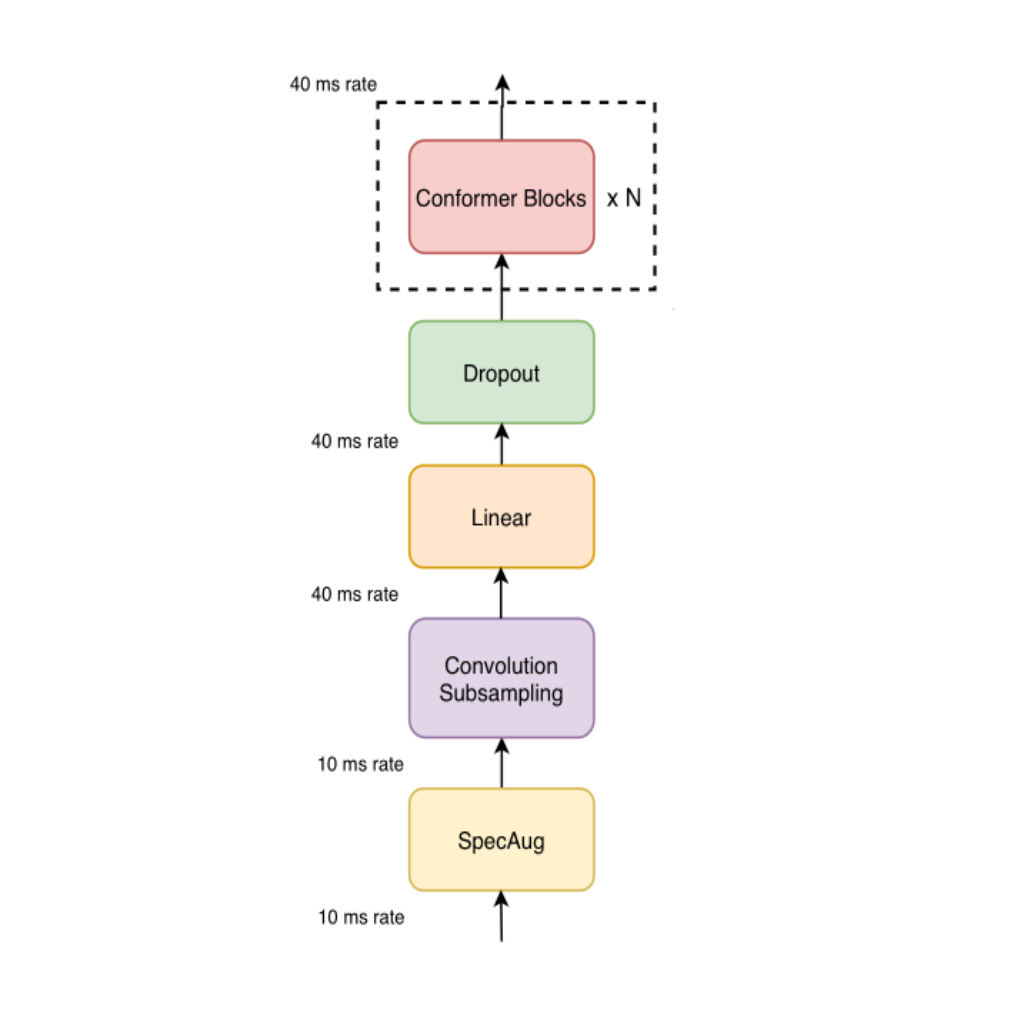 40 ms rate
Conformer Blocks
x N
Dropout
40 ms rate
Linear
40 ms rate
Convolution
Subsampling
10 ms rate
SpecAug
10 ms rate